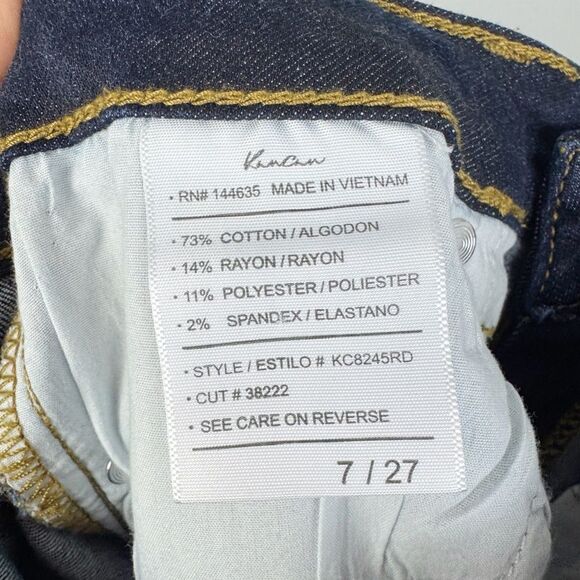 KanCan
• RN# 144635 MADE IN VIETNAM
• 73% COTTON / ALGODON
• 14% RAYON / RAYON
• 11% POLYESTER / POLIESTER
• 2% SPANDEX / ELASTANO
• STYLE / ESTILO # KC8245RD
• CUT # 38222
• SEE CARE ON REVERSE
7 / 27